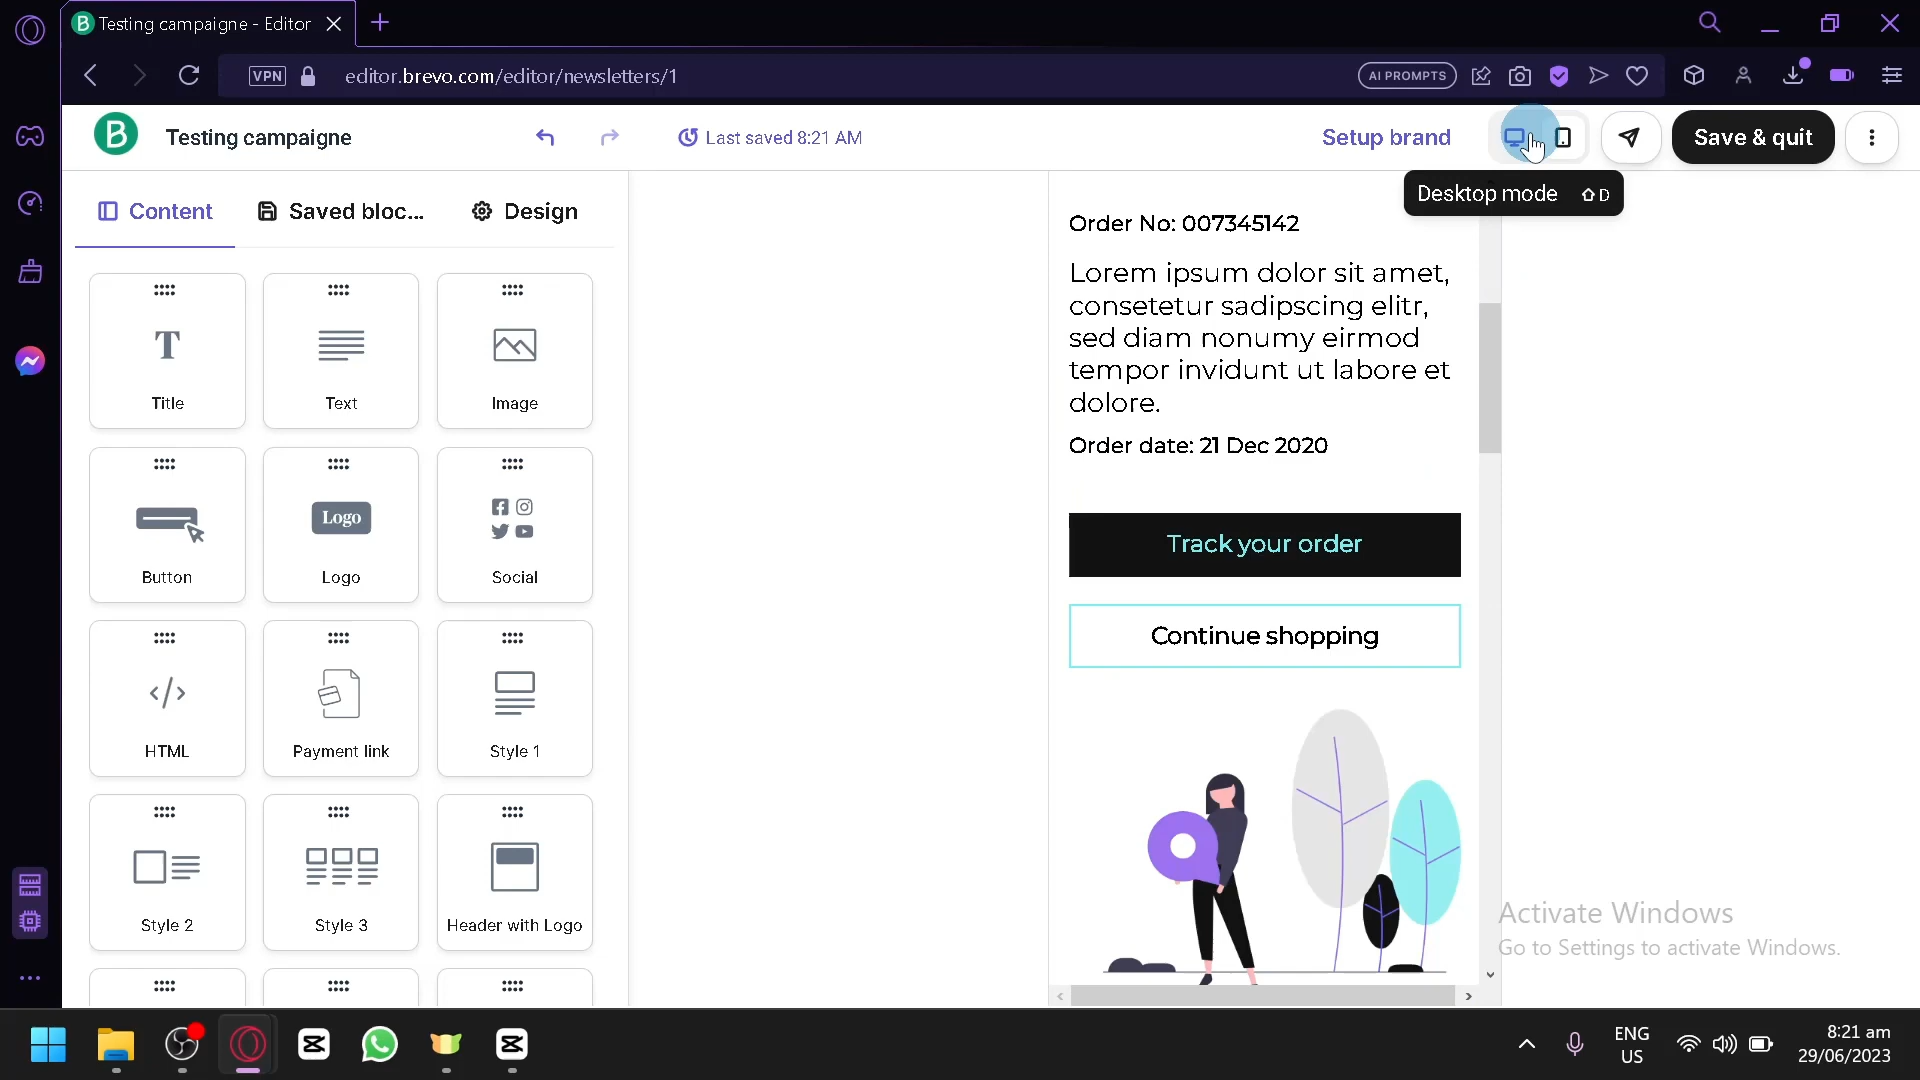 Testing campaigne - Editor
VPN
editor.brevo.com/editor/newsletters/1
AI PROMPTS
B
Testing campaigne
Last saved 8:21 AM
Setup brand
Save & quit
Desktop mode
D
Content
Saved bloc...
Design
Title
Text
Image
Button
Logo
Logo
Social
HTML
Payment link
Style 1
Style 2
Style 3
Header with Logo
Order No: 007345142
Lorem ipsum dolor sit amet,
consetetur sadipscing elitr,
sed diam nonumy eirmod
tempor invidunt ut labore et
dolore.
Order date: 21 Dec 2020
Track your order
Continue shopping
Activate Windows
Go to Settings to activate Windows.
ENG
US
8:21 am
29/06/2023